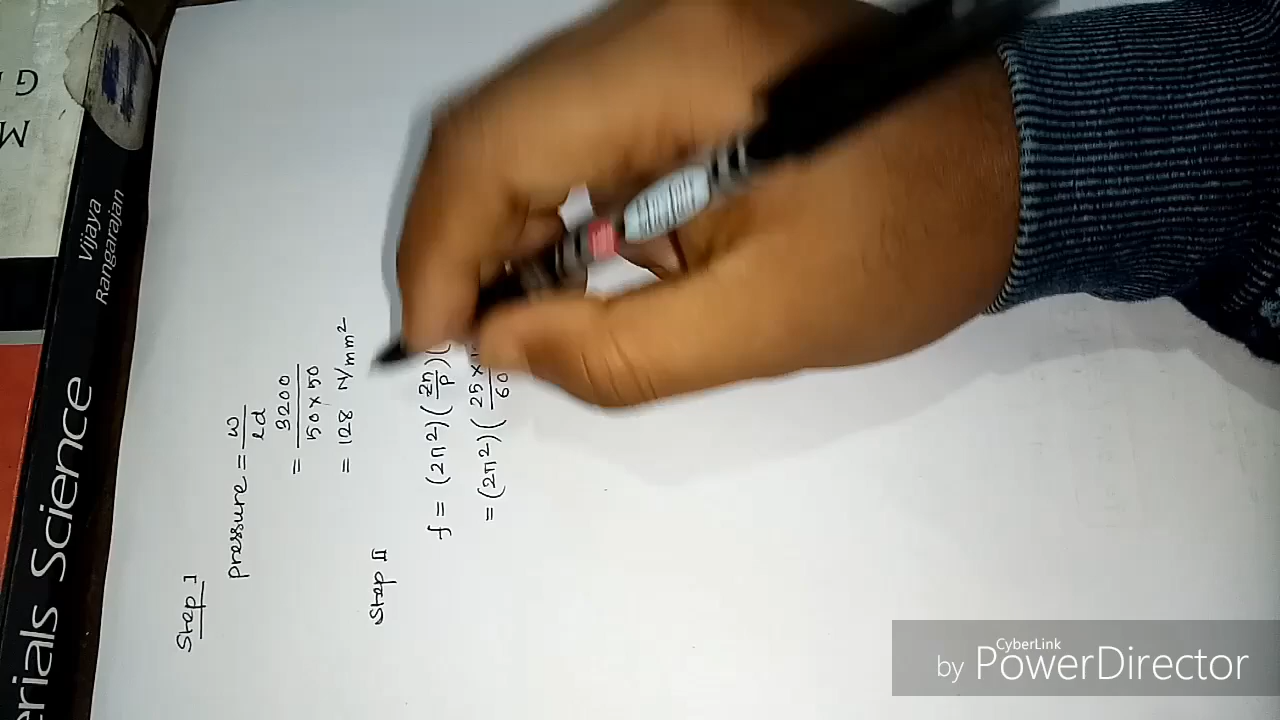 Step I
pressure = w/ld
= 3200/50×50
= 128 N/mm²
Step II
f = (2π²)(2n/p)(
= (2π²)(25×1
60
erials Science
Vijaya
Rangarajan
M
G
by CyberLink PowerDirector